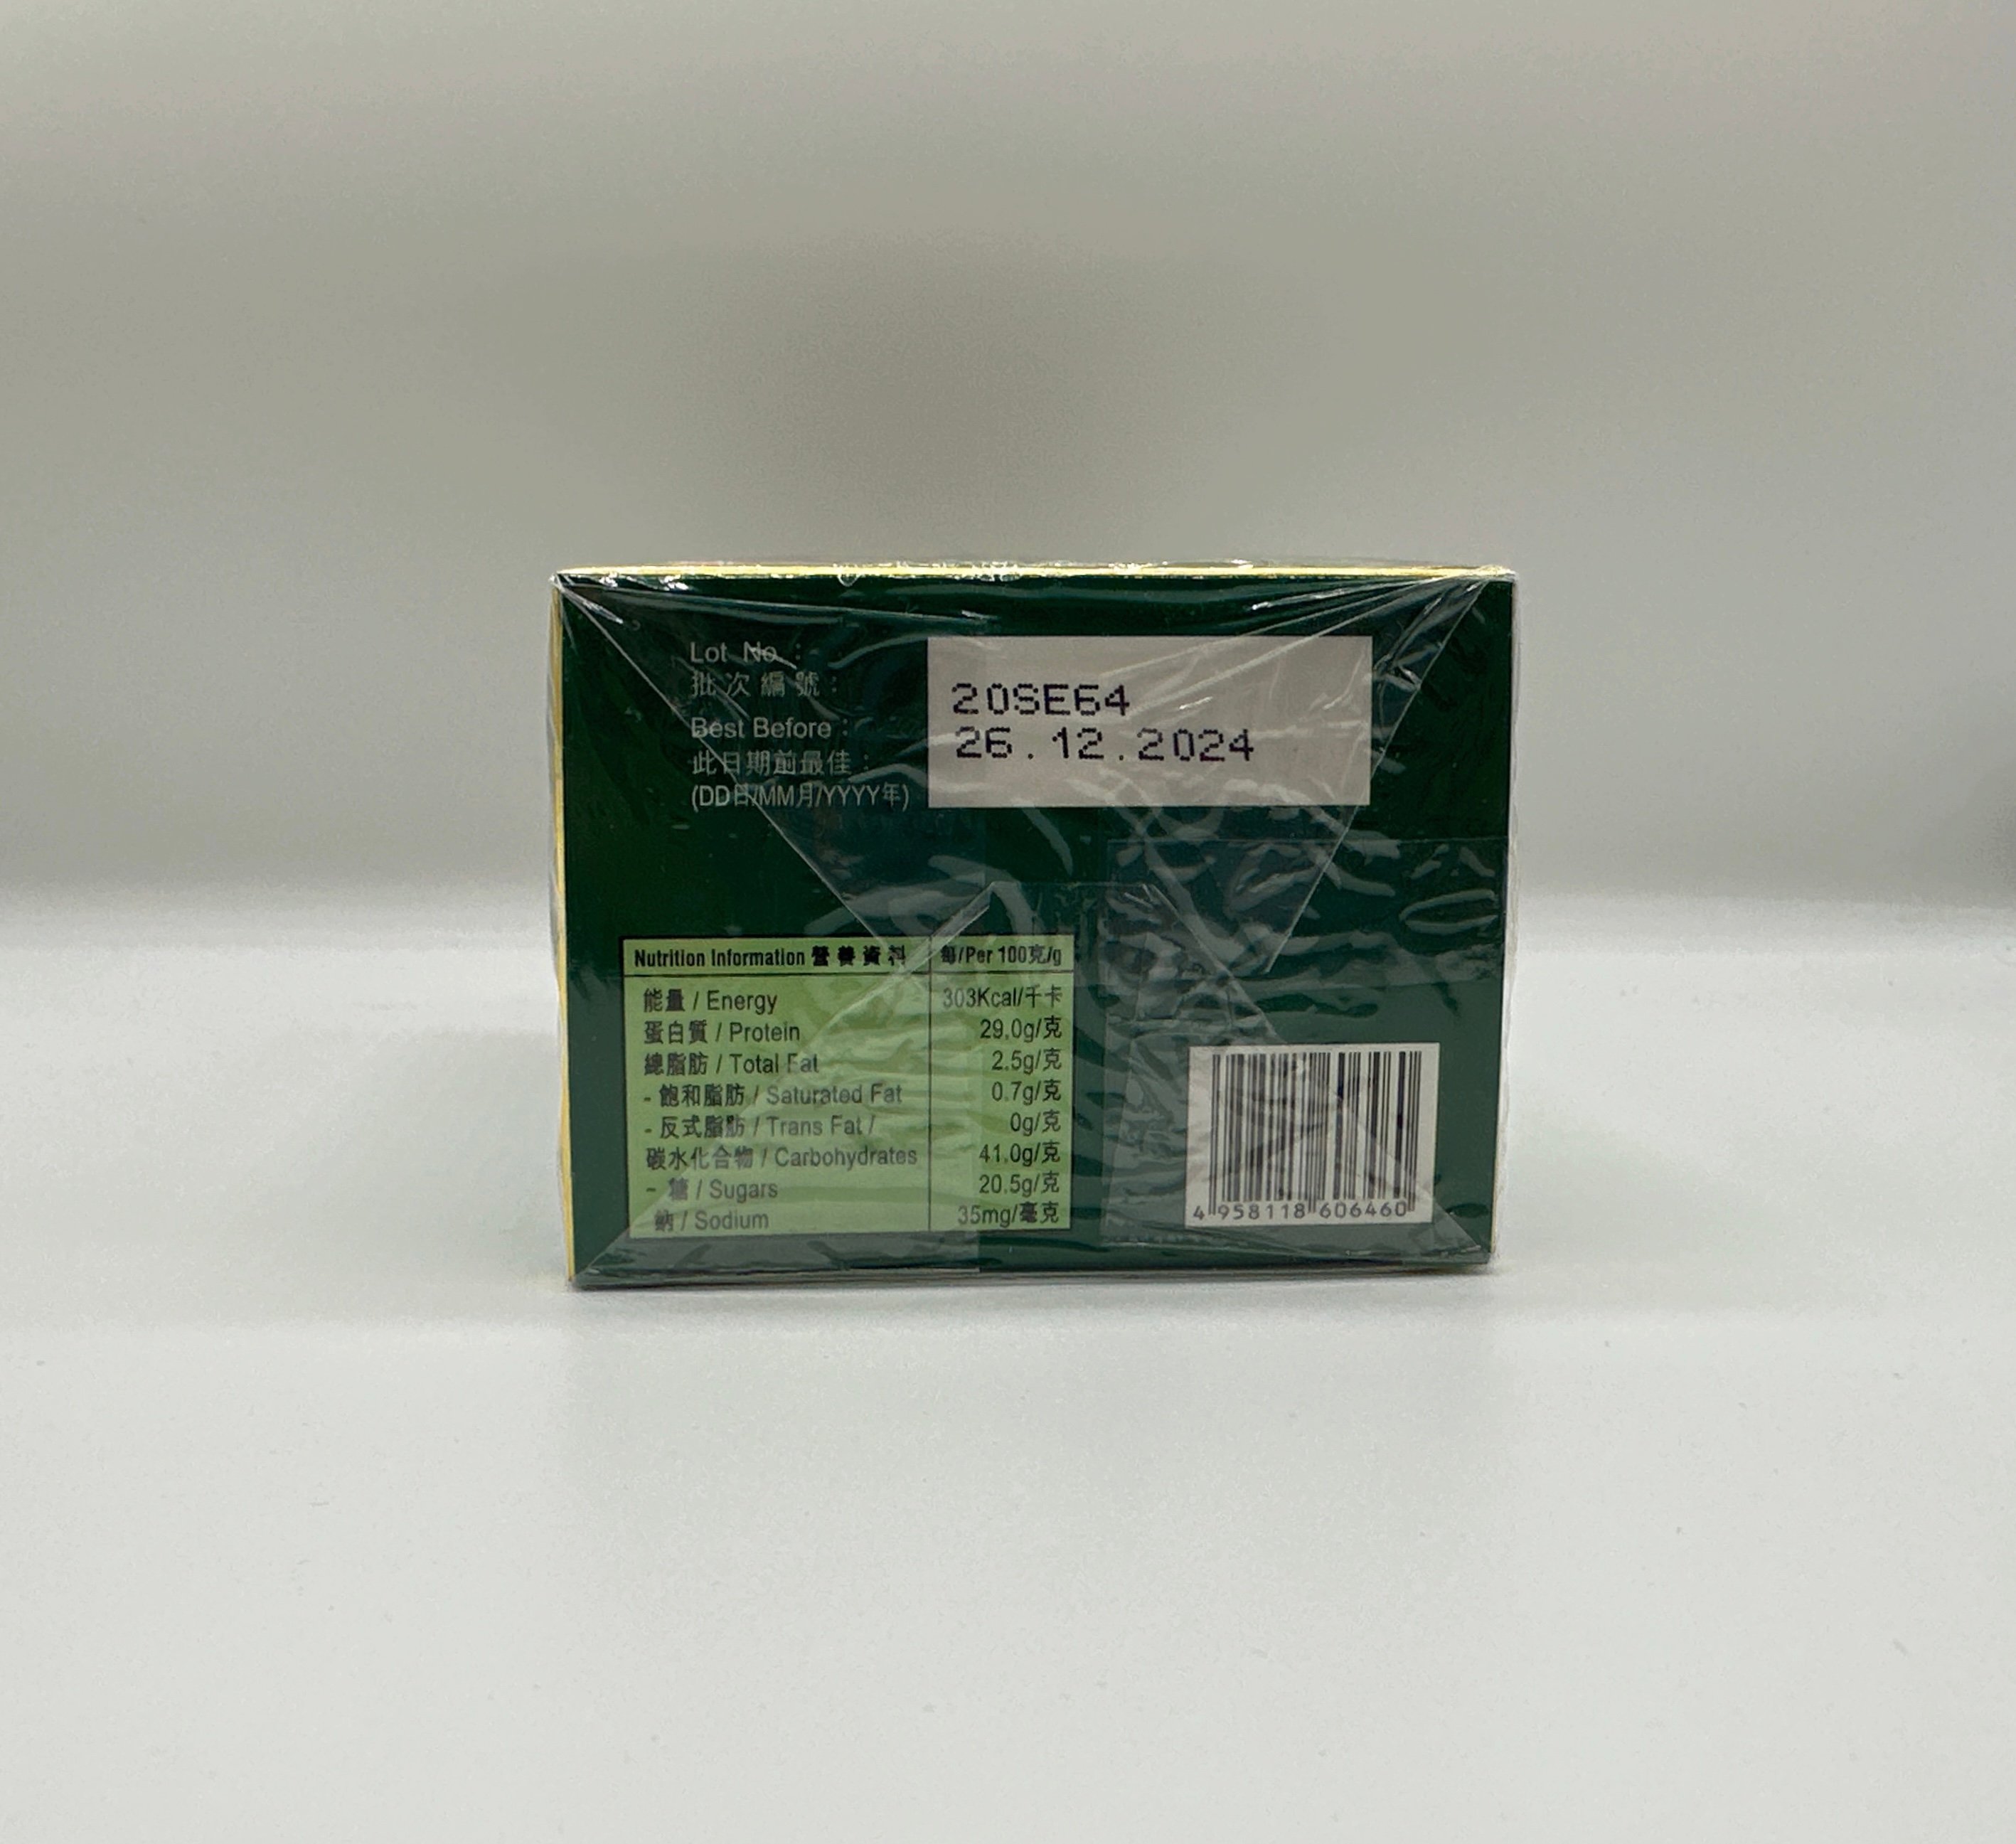 Lot No. :
批次編號 :
20SE64
Best Before :
26.12.2024
此日期前最佳 :
(DD日/MM月/YYYY年)
Nutrition Information 營養資料 每/Per 100克/g
能量 / Energy 303Kcal/千卡
蛋白質 / Protein 29.0g/克
總脂肪 / Total Fat 2.5g/克
- 飽和脂肪 / Saturated Fat 0.7g/克
- 反式脂肪 / Trans Fat / 0g/克
碳水化合物 / Carbohydrates 41.0g/克
- 糖 / Sugars 20.5g/克
鈉 / Sodium 35mg/毫克
4 958118 606460